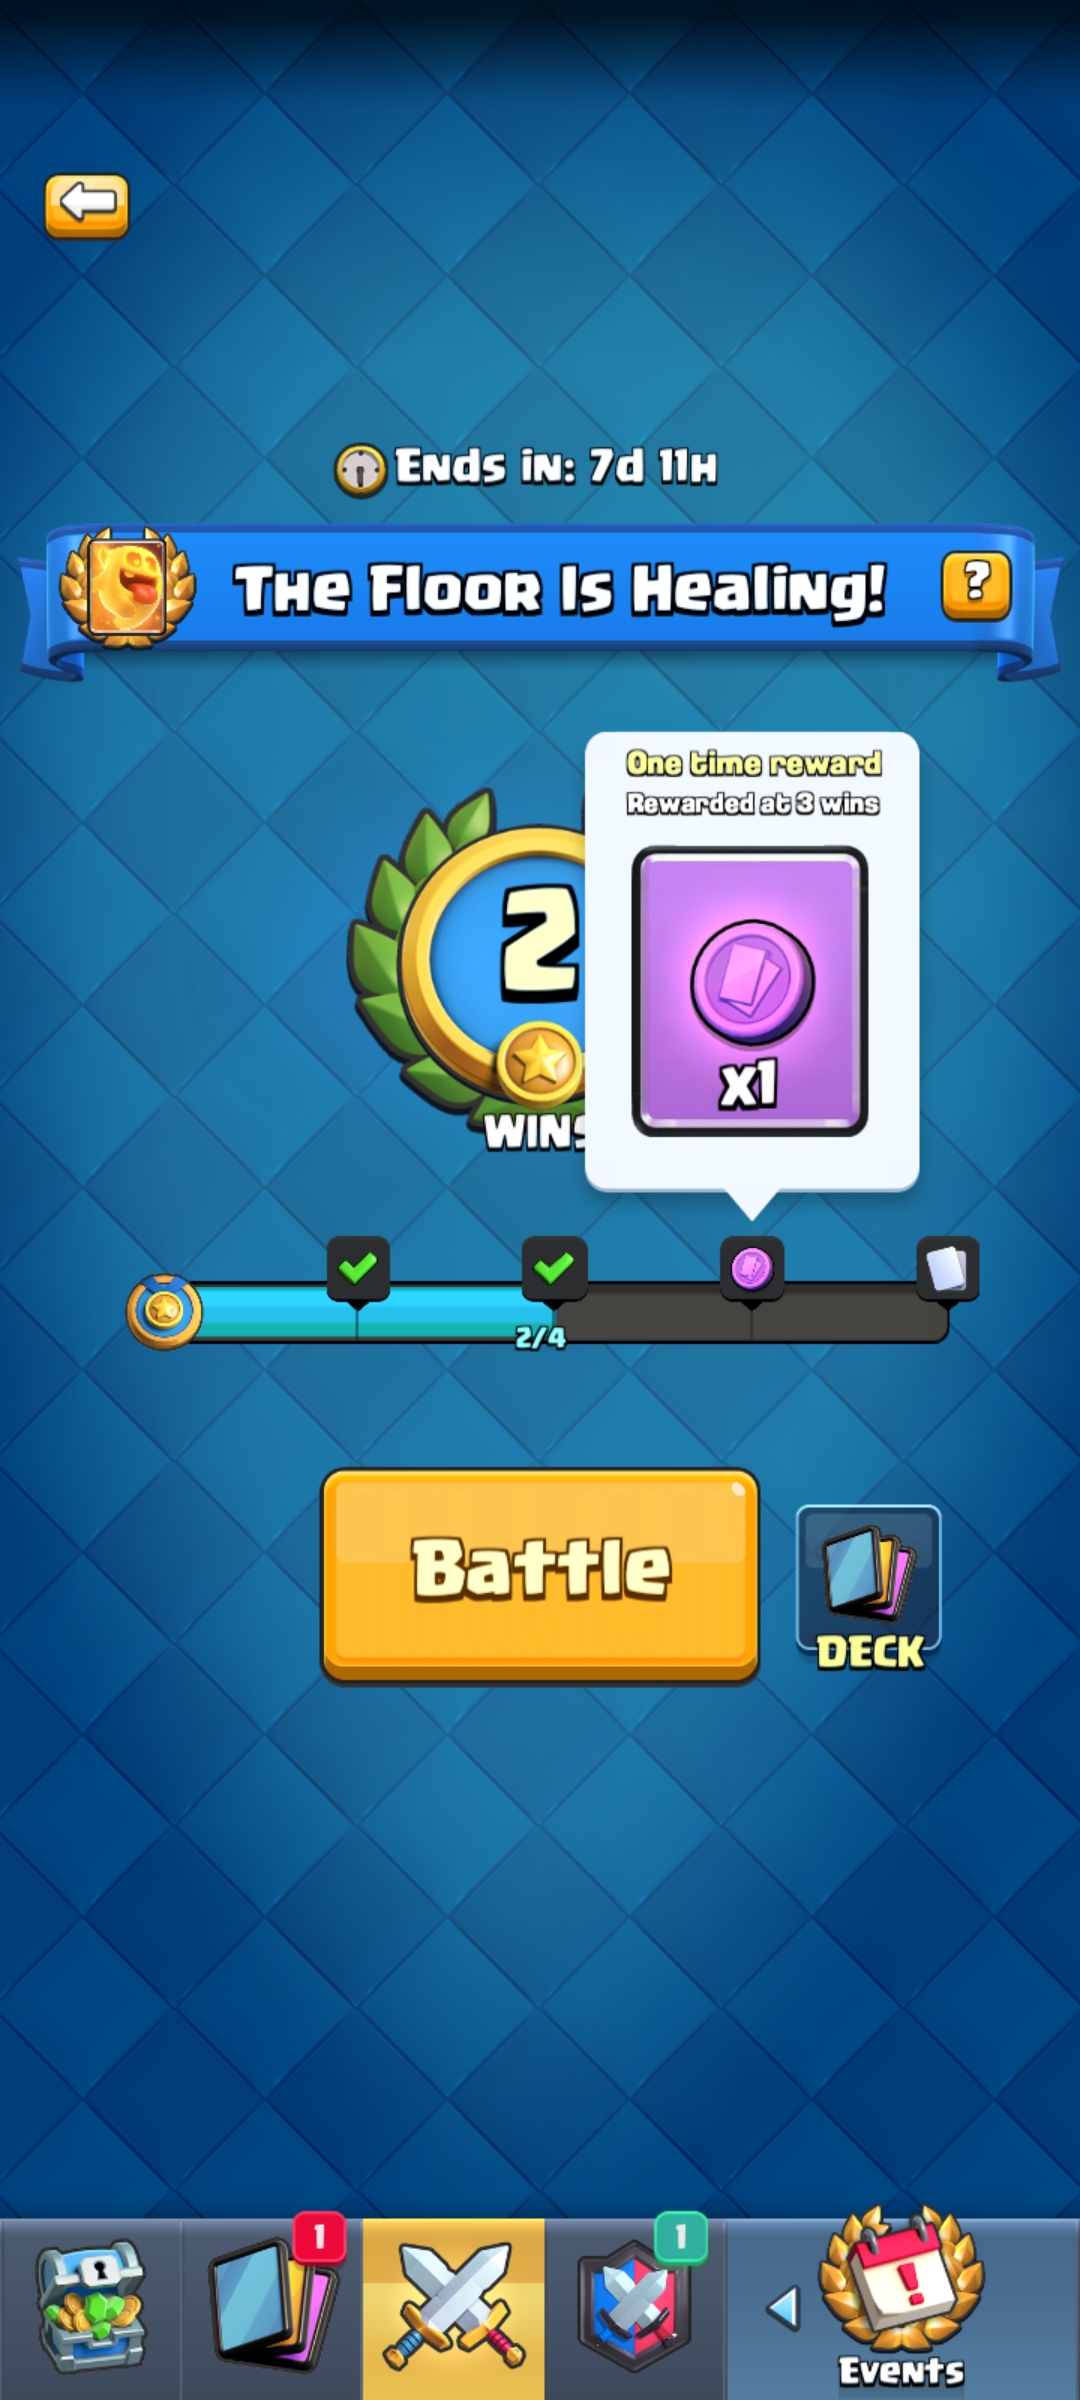 Ends in: 7d 11h
The Floor Is Healing!
?
One time reward
Rewarded at 3 wins
2
x1
WINS
2/4
Battle
DECK
1
1
Events